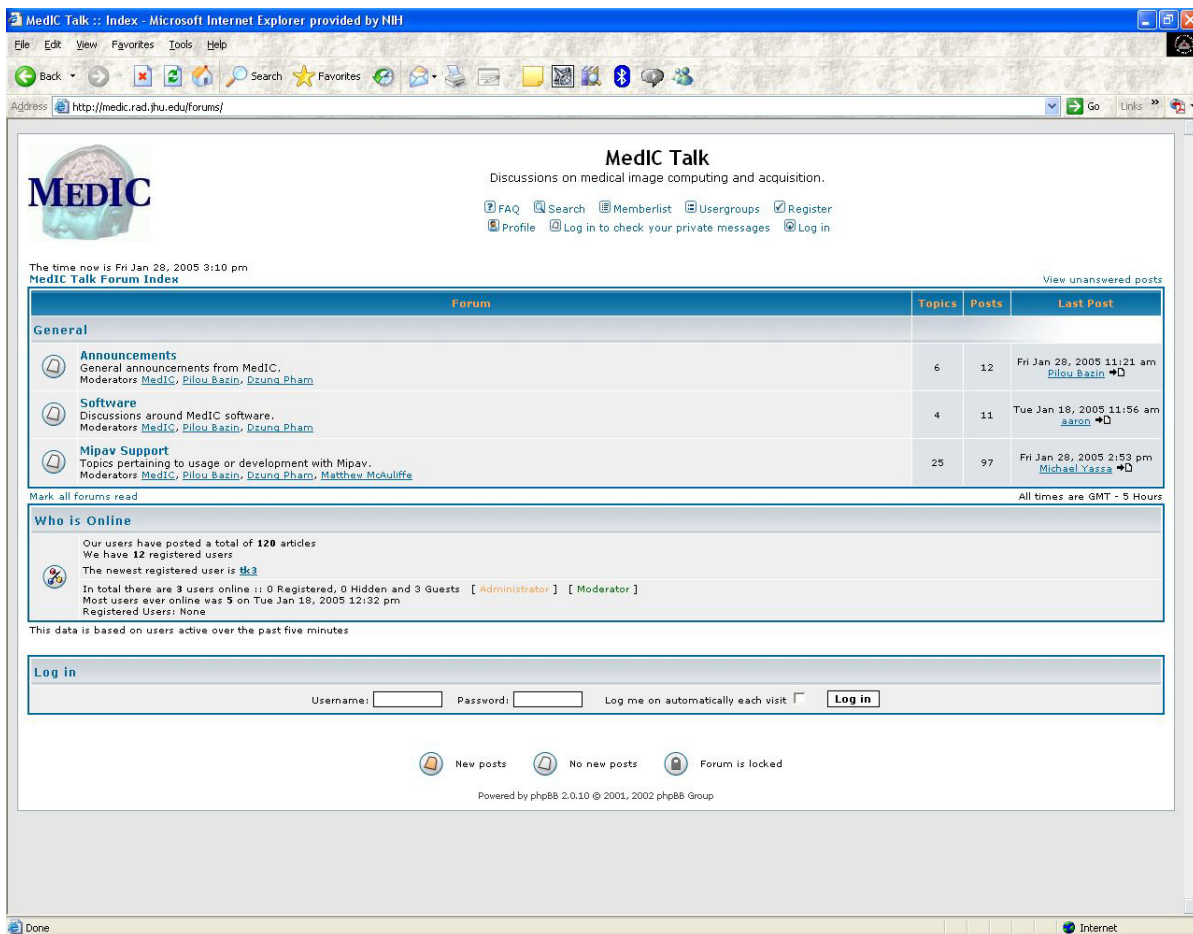 MedIC Talk :: Index - Microsoft Internet Explorer provided by NIH
File Edit View Favorites Tools Help
Back Search Favorites
Address http://medic.rad.jhu.edu/forums/ Go Links »
MEDIC
MedIC Talk
Discussions on medical image computing and acquisition.
FAQ Search Memberlist Usergroups Register
Profile Log in to check your private messages Log in
The time now is Fri Jan 28, 2005 3:10 pm
MedIC Talk Forum Index View unanswered posts
Forum Topics Posts Last Post
General
Announcements
General announcements from MedIC.
Moderators MedIC, Pilou Bazin, Dzung Pham
6 12 Fri Jan 28, 2005 11:21 am
Pilou Bazin
Software
Discussions around MedIC software.
Moderators MedIC, Pilou Bazin, Dzung Pham
4 11 Tue Jan 18, 2005 11:56 am
aaron
Mipav Support
Topics pertaining to usage or development with Mipav.
Moderators MedIC, Pilou Bazin, Dzung Pham, Matthew McAuliffe
25 97 Fri Jan 28, 2005 2:53 pm
Michael Yassa
Mark all forums read All times are GMT - 5 Hours
Who is Online
Our users have posted a total of 120 articles
We have 12 registered users
The newest registered user is tk3
In total there are 3 users online :: 0 Registered, 0 Hidden and 3 Guests [ Administrator ] [ Moderator ]
Most users ever online was 5 on Tue Jan 18, 2005 12:32 pm
Registered Users: None
This data is based on users active over the past five minutes
Log in
Username: Password: Log me on automatically each visit Log in
New posts No new posts Forum is locked
Powered by phpBB 2.0.10 © 2001, 2002 phpBB Group
Done Internet